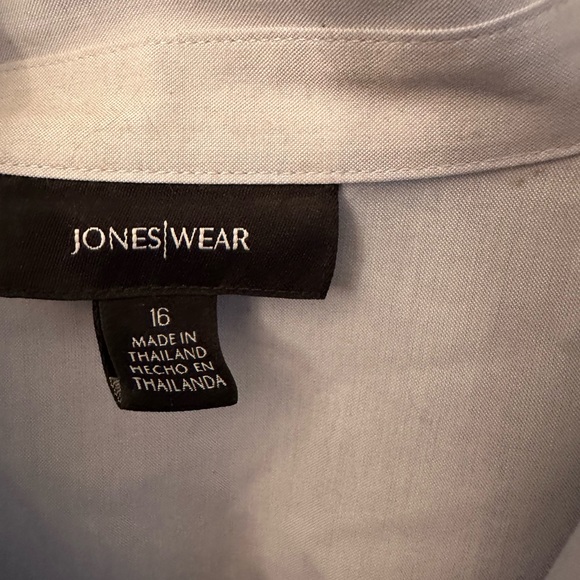 JONES|WEAR
16
MADE IN
THAILAND
HECHO EN
THAILANDA